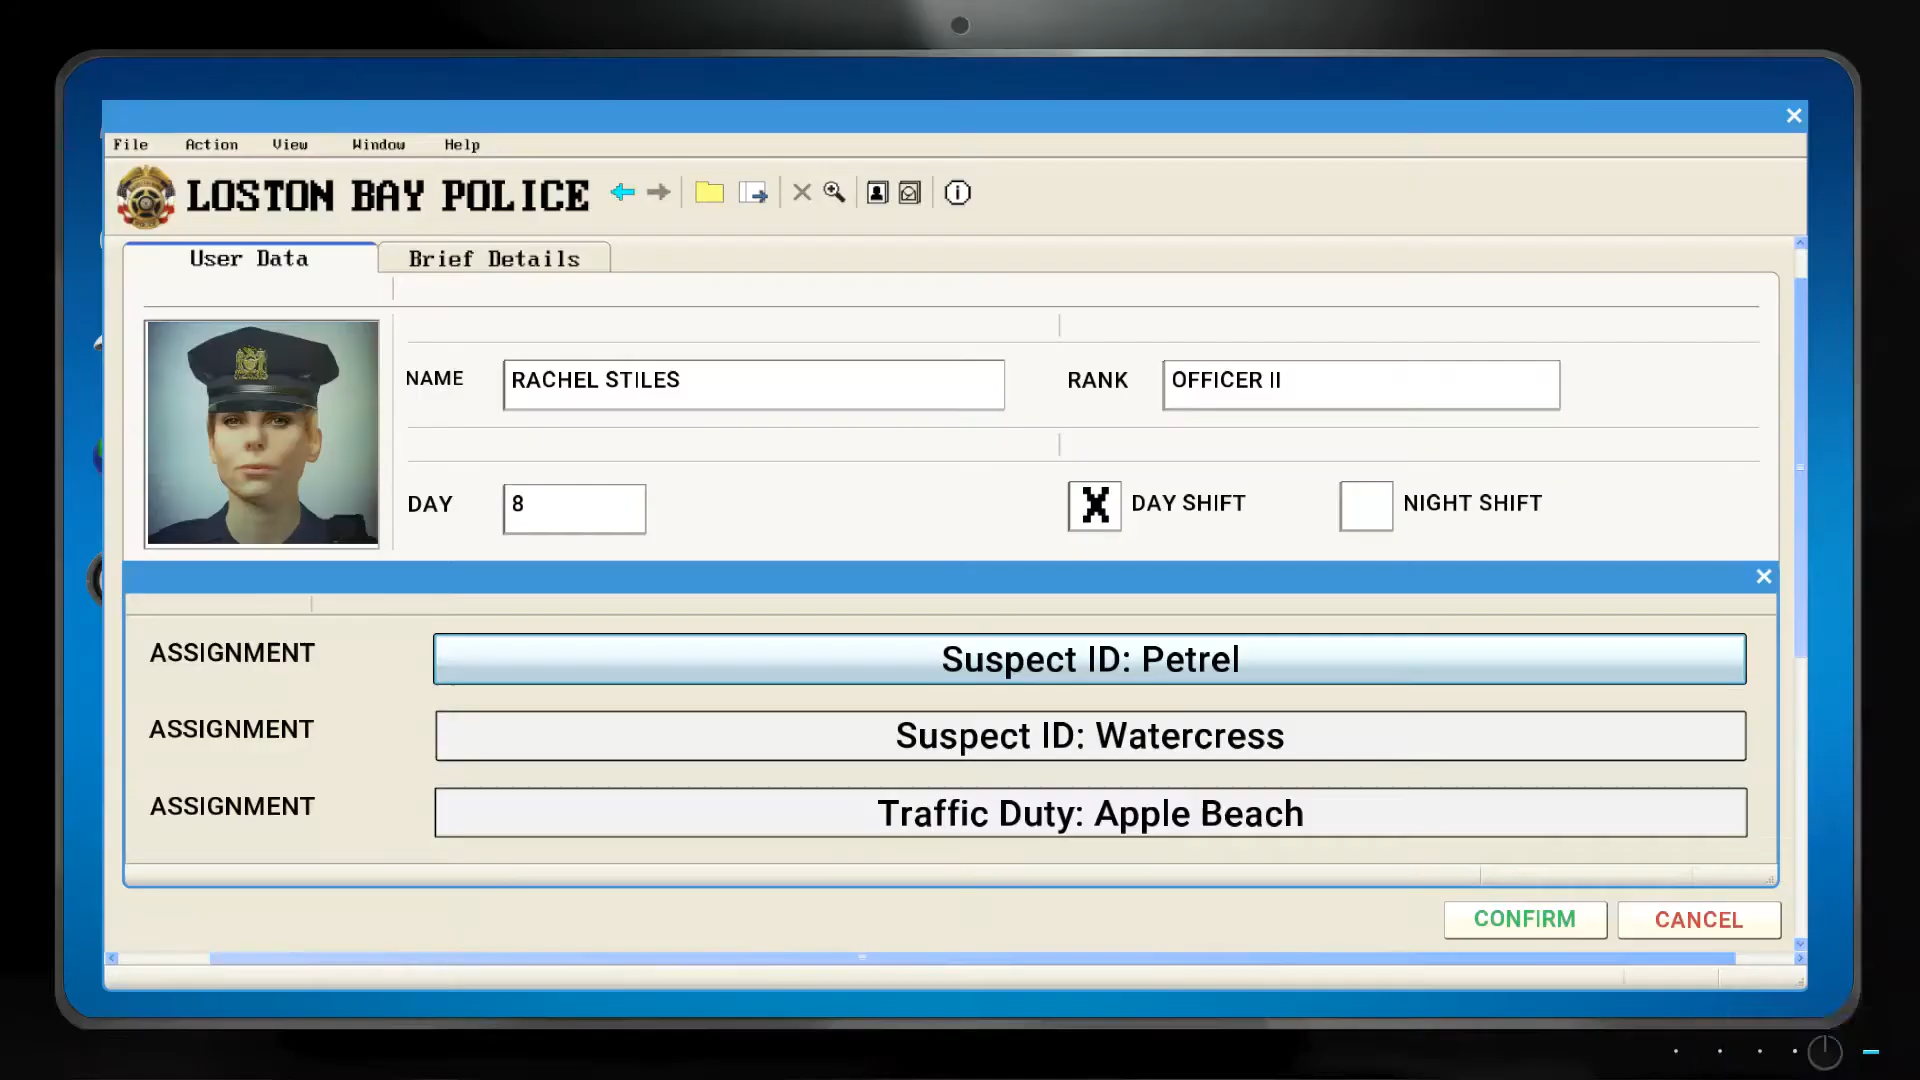 File Action View Window Help
LOSTON BAY POLICE
User Data Brief Details
NAME RACHEL STILES RANK OFFICER II
DAY 8 X DAY SHIFT NIGHT SHIFT
ASSIGNMENT Suspect ID: Petrel
ASSIGNMENT Suspect ID: Watercress
ASSIGNMENT Traffic Duty: Apple Beach
CONFIRM CANCEL